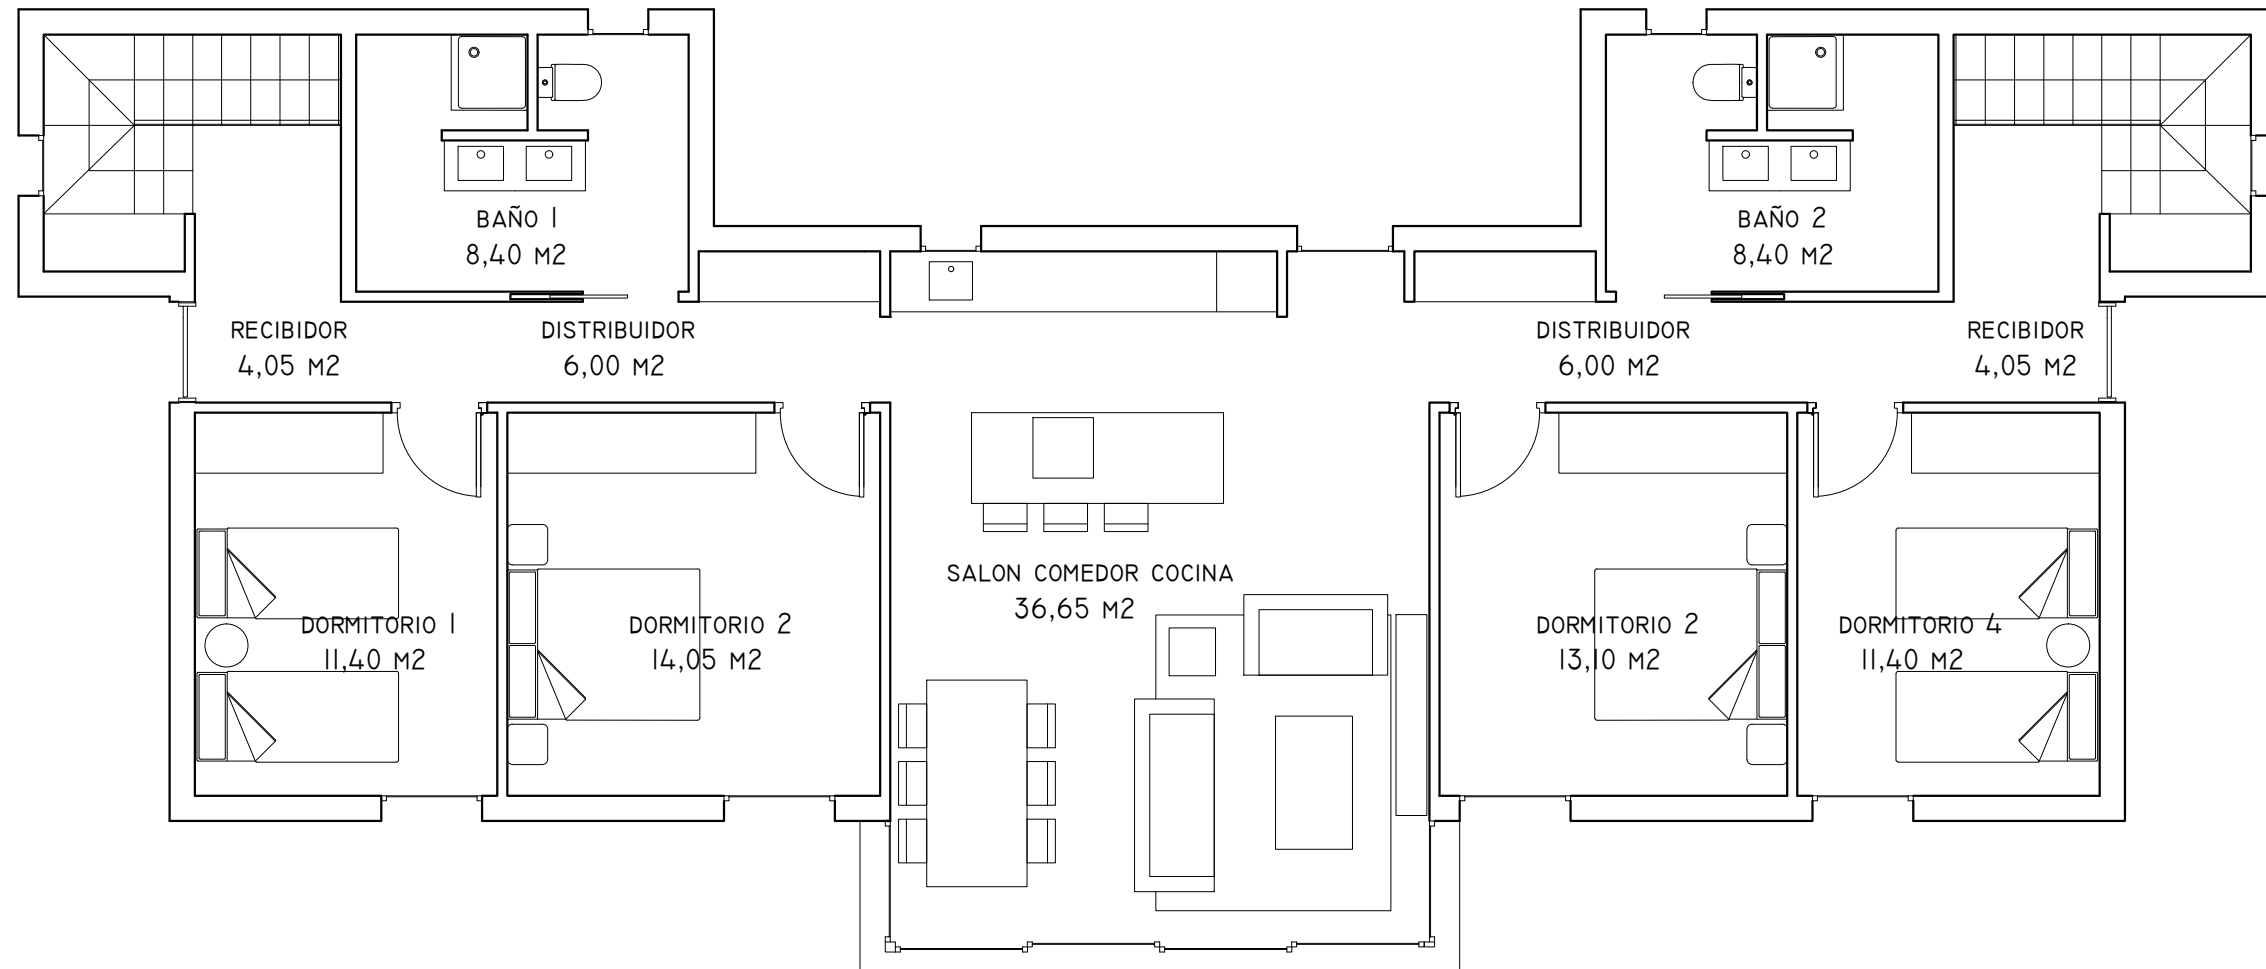 BAÑO 1
8,40 M2
BAÑO 2
8,40 M2
RECIBIDOR
4,05 M2
DISTRIBUIDOR
6,00 M2
DISTRIBUIDOR
6,00 M2
RECIBIDOR
4,05 M2
SALON COMEDOR COCINA
36,65 M2
DORMITORIO 1
11,40 M2
DORMITORIO 2
14,05 M2
DORMITORIO 2
13,10 M2
DORMITORIO 4
11,40 M2